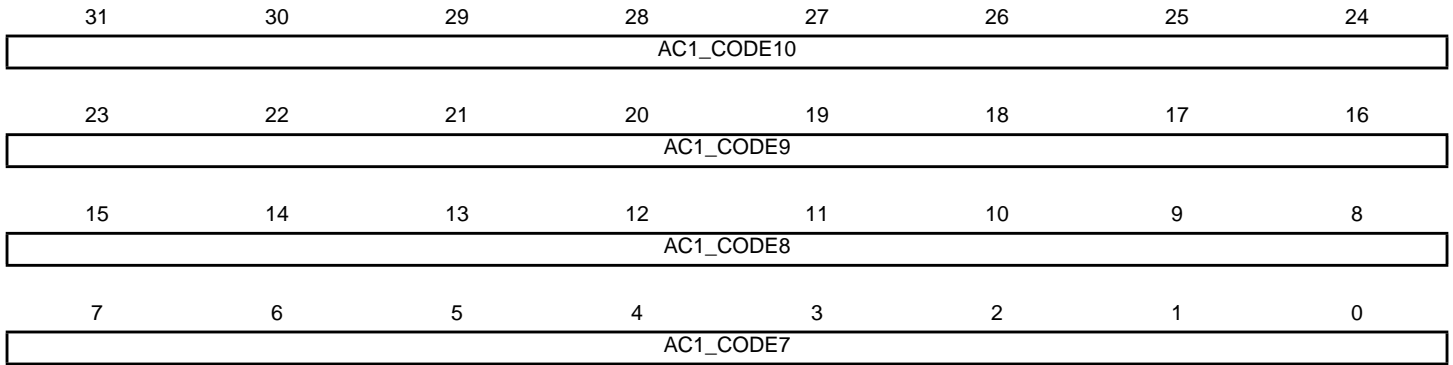 31 30 29 28 27 26 25 24
AC1_CODE10
23 22 21 20 19 18 17 16
AC1_CODE9
15 14 13 12 11 10 9 8
AC1_CODE8
7 6 5 4 3 2 1 0
AC1_CODE7